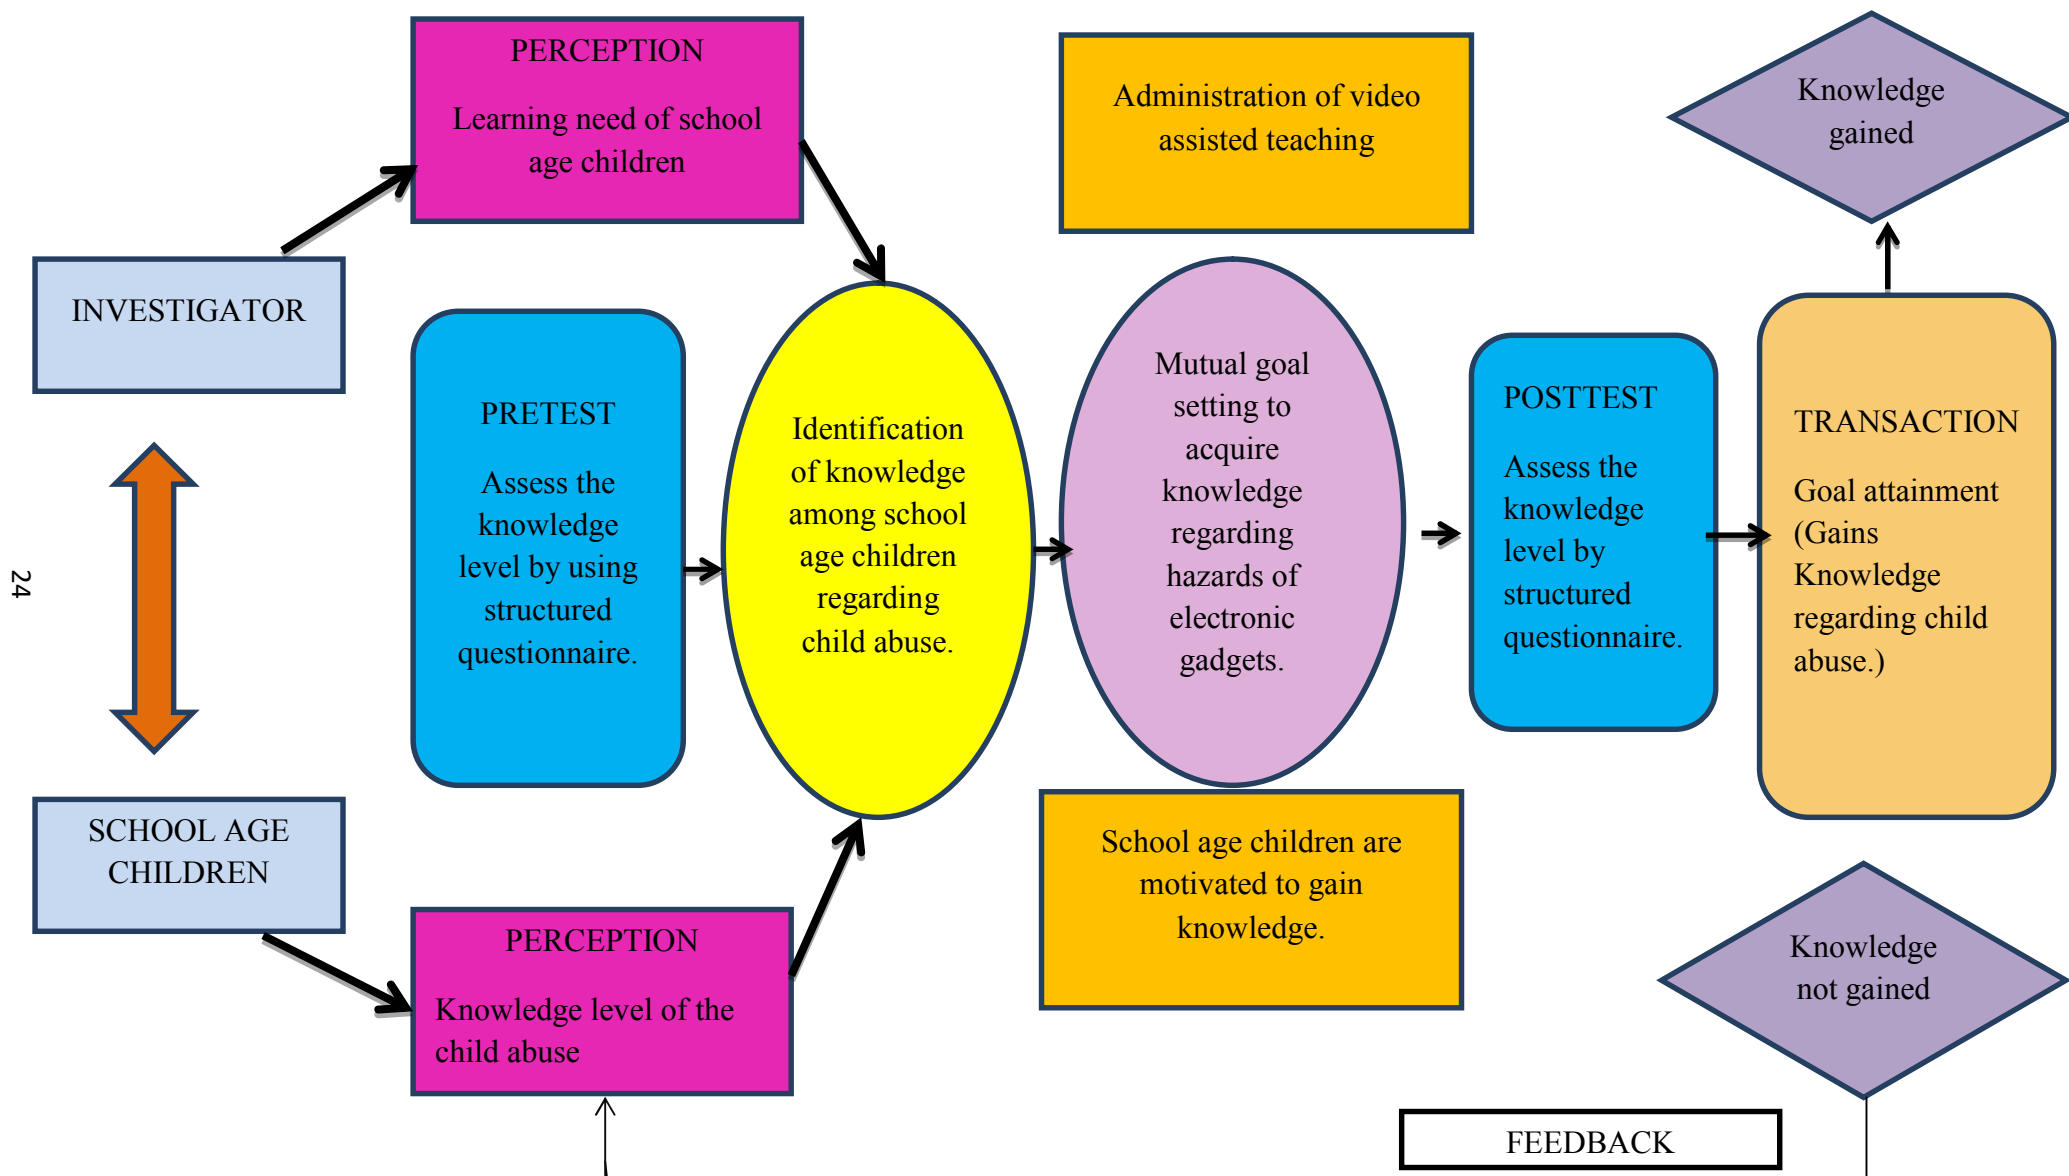 PERCEPTION
Learning need of school
age children
Administration of video
assisted teaching
Knowledge
gained
INVESTIGATOR
PRETEST
Assess the
knowledge
level by using
structured
questionnaire.
Identification
of knowledge
among school
age children
regarding
child abuse.
Mutual goal
setting to
acquire
knowledge
regarding
hazards of
electronic
gadgets.
POSTTEST
Assess the
knowledge
level by
structured
questionnaire.
TRANSACTION
Goal attainment
(Gains
Knowledge
regarding child
abuse.)
24
SCHOOL AGE
CHILDREN
PERCEPTION
Knowledge level of the
child abuse
School age children are
motivated to gain
knowledge.
Knowledge
not gained
FEEDBACK